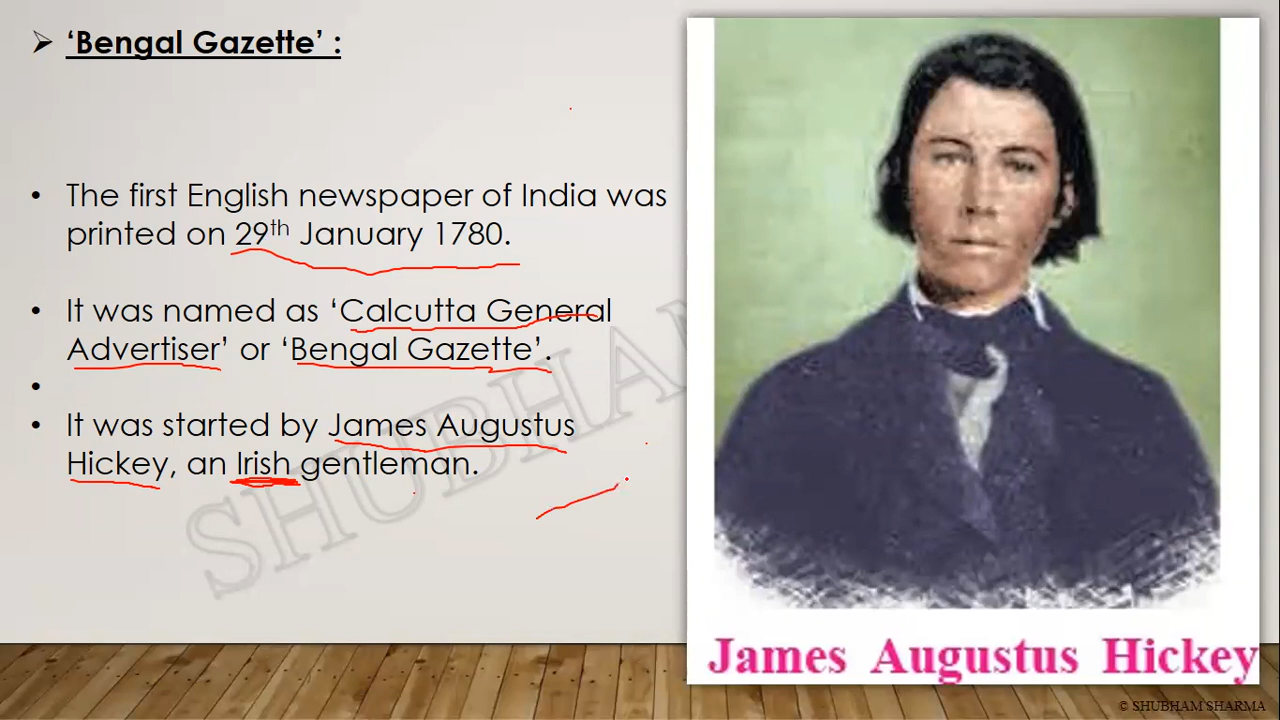 ➢ ‘Bengal Gazette’ :
• The first English newspaper of India was
printed on 29th January 1780.
• It was named as ‘Calcutta General
Advertiser’ or ‘Bengal Gazette’.
•
• It was started by James Augustus
Hickey, an Irish gentleman.
SHUBHAM
James Augustus Hickey
© SHUBHAM SHARMA